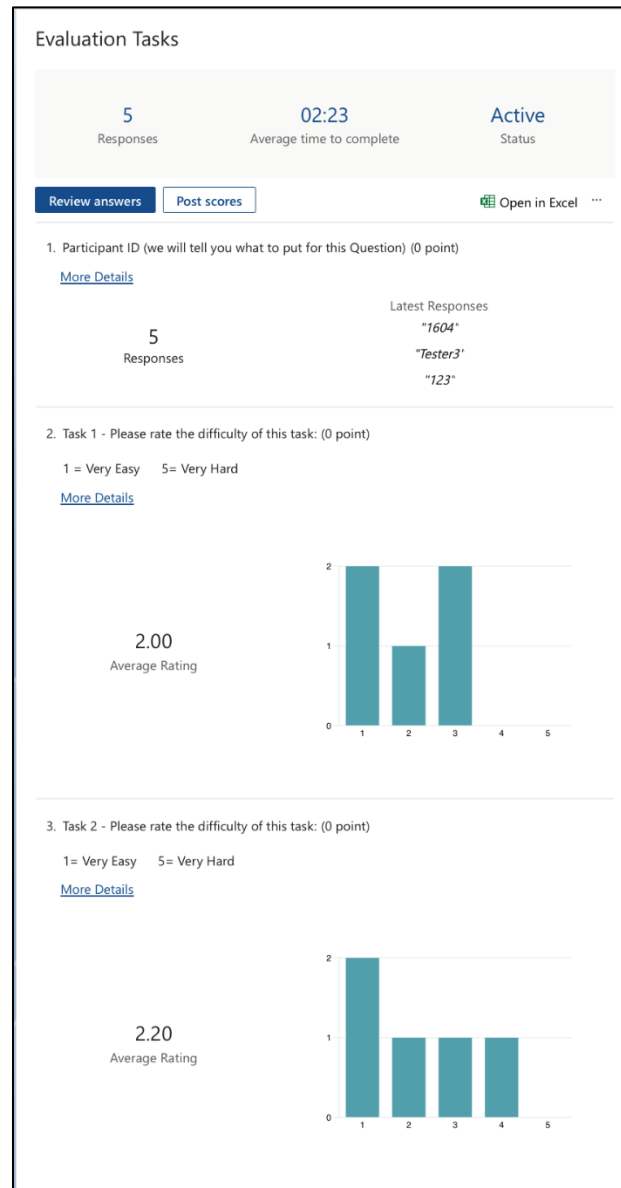 Evaluation Tasks
5 02:23 Active
Responses Average time to complete Status
Review answers Post scores Open in Excel ...
1. Participant ID (we will tell you what to put for this Question) (0 point)
More Details
Latest Responses
5 "1604"
Responses "Tester3'
"123"
2. Task 1 - Please rate the difficulty of this task: (0 point)
1 = Very Easy 5= Very Hard
More Details
2
2.00
Average Rating
1
0
1 2 3 4 5
3. Task 2 - Please rate the difficulty of this task: (0 point)
1= Very Easy 5= Very Hard
More Details
2
2.20
1
Average Rating
0
1 2 3 4 5